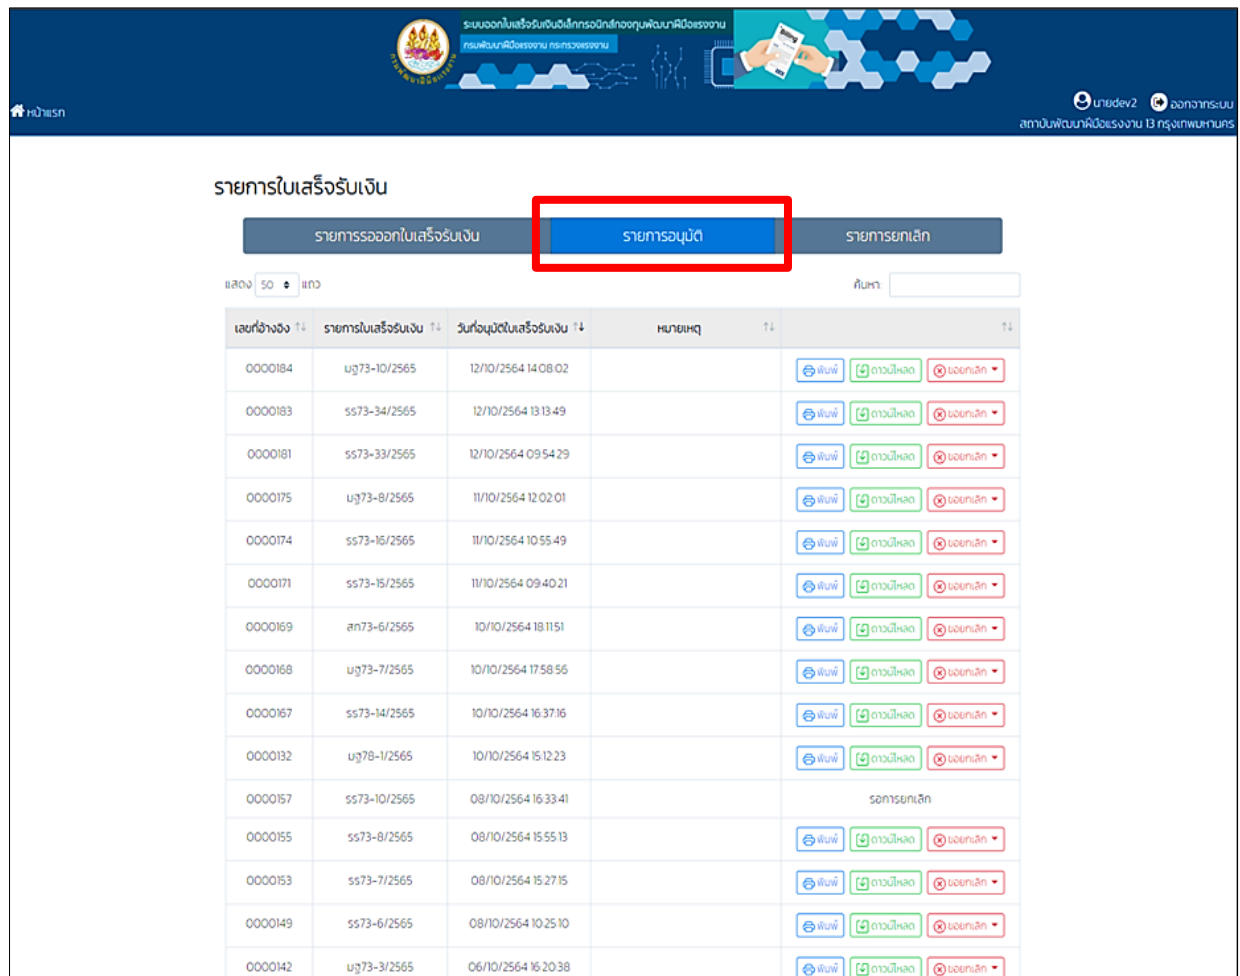 ระบบออกใบเสร็จรับเงินอิเล็กทรอนิกส์กองทุนพัฒนาฝีมือแรงงาน
กรมพัฒนาฝีมือแรงงาน กระทรวงแรงงาน
Billing
หน้าแรก
นายdev2 ออกจากระบบ
สถาบันพัฒนาฝีมือแรงงาน 13 กรุงเทพมหานคร
รายการใบเสร็จรับเงิน
รายการรอออกใบเสร็จรับเงิน รายการอนุมัติ รายการยกเลิก
แสดง 50 แถว ค้นหา:
เลขที่อ้างอิง รายการใบเสร็จรับเงิน วันที่อนุมัติใบเสร็จรับเงิน หมายเหตุ
0000184 มฐ73-10/2565 12/10/2564 14:08:02 พิมพ์ ดาวน์โหลด ขอยกเลิก
0000183 รร73-34/2565 12/10/2564 13:13:49 พิมพ์ ดาวน์โหลด ขอยกเลิก
0000181 รร73-33/2565 12/10/2564 09:54:29 พิมพ์ ดาวน์โหลด ขอยกเลิก
0000175 มฐ73-8/2565 11/10/2564 12:02:01 พิมพ์ ดาวน์โหลด ขอยกเลิก
0000174 รร73-16/2565 11/10/2564 10:55:49 พิมพ์ ดาวน์โหลด ขอยกเลิก
0000171 รร73-15/2565 11/10/2564 09:40:21 พิมพ์ ดาวน์โหลด ขอยกเลิก
0000169 สท73-6/2565 10/10/2564 18:11:51 พิมพ์ ดาวน์โหลด ขอยกเลิก
0000168 มฐ73-7/2565 10/10/2564 17:58:56 พิมพ์ ดาวน์โหลด ขอยกเลิก
0000167 รร73-14/2565 10/10/2564 16:37:16 พิมพ์ ดาวน์โหลด ขอยกเลิก
0000132 มฐ78-1/2565 10/10/2564 15:12:23 พิมพ์ ดาวน์โหลด ขอยกเลิก
0000157 รร73-10/2565 08/10/2564 16:33:41 รอการยกเลิก
0000155 รร73-8/2565 08/10/2564 15:55:13 พิมพ์ ดาวน์โหลด ขอยกเลิก
0000153 รร73-7/2565 08/10/2564 15:27:15 พิมพ์ ดาวน์โหลด ขอยกเลิก
0000149 รร73-6/2565 08/10/2564 10:25:10 พิมพ์ ดาวน์โหลด ขอยกเลิก
0000142 มฐ73-3/2565 06/10/2564 16:20:38 พิมพ์ ดาวน์โหลด ขอยกเลิก